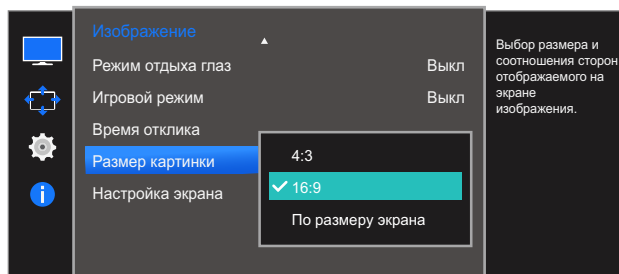 Изображение
Режим отдыха глаз Выкл
Игровой режим Выкл
Время отклика
Размер картинки
Настройка экрана
4:3
16:9
По размеру экрана
Выбор размера и
соотношения сторон
отображаемого на
экране
изображения.